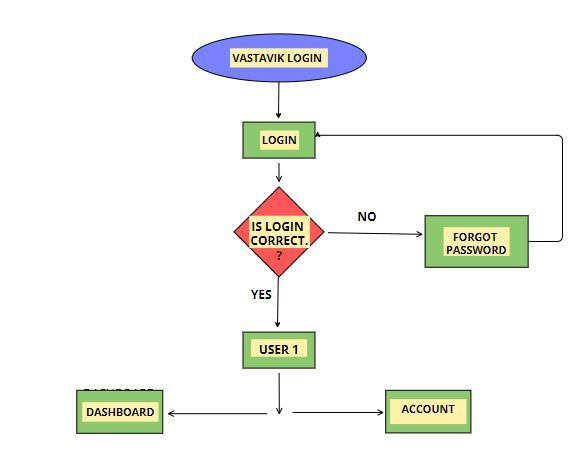 VASTAVIK LOGIN
LOGIN
IS LOGIN
CORRECT.
?
NO
FORGOT
PASSWORD
YES
USER 1
DASHBOARD
ACCOUNT